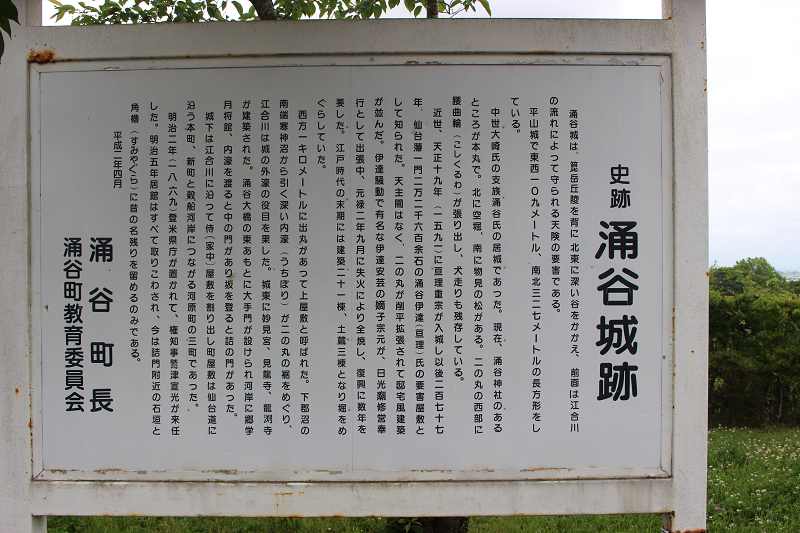 史跡 涌谷城跡
涌谷城は、箟岳丘陵を背に 北東に深い谷をかかえ、前面は江合川
の流れによって守られる天険の要害である。
平山城で東西一〇九メートル、南北三二七メートルの長方形をし
ている。
中世大崎氏の支族涌谷氏の居城であった。現在、涌谷神社のある
ところが本丸で。北に空堀、南に物見の松がある。二の丸の西部に
腰曲輪（こしくるわ）が張り出し、犬走りも残存している。
近世、天正十九年（一五九一）に亘理重宗が入城し以後二百七十七
年、仙台藩一門二万二千六百余石の涌谷伊達（亘理）氏の要害屋敷と
して知られた。天主閣はなく、二の丸が削平拡張されて邸宅風建築
が並んだ。伊達騒動で有名な伊達安芸の嫡子宗元が、日光廟修営奉
行として出張中、元禄二年九月に失火により全焼し、復興に数年を
要した。江戸時代の末期には建築二十一棟、土蔵三棟となり堀をめ
ぐらしていた。
西方一キロメートルに出丸があって上屋敷と呼ばれた。下郡沼の
南端寒神沼から引く深い内濠（うちぼり）が二の丸の裾をめぐり、
江合川は城の外濠の役目を果した。城東に妙見宮、見龍寺、龍渕寺
が建築された。涌谷大橋の東あもとに大手門が設けられ河岸に郷学
月将館、内濠を渡ると中の門があり坂を登ると詰の門があった。
城下は江合川に沿って侍（家中）屋敷を割り出し町屋敷は仙台道に
沿う本町、新町と穀船河岸につながる河原町の三町であった。
明治二年（一八六九）登米県庁が置かれて、権知事鷲津宣光が来任
した。明治五年居館はすべて取りこわされ、今は詰門附近の石垣と
角櫓（すみやぐら）に昔の名残りを留めるのみである。
平成二年四月
涌谷町長
涌谷町教育委員会